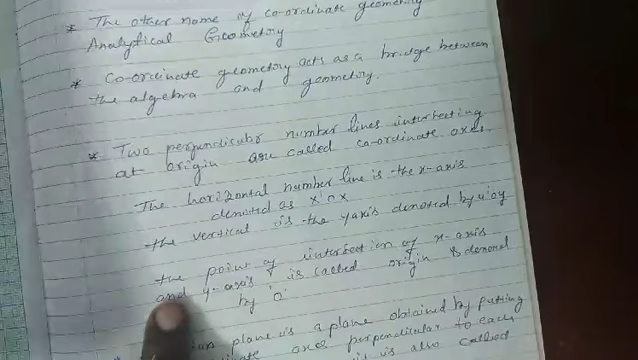 * The other name of co-ordinate geometry
Analytical Geometry
* Co-ordinate geometry acts as a bridge between
the algebra and geometry.
* Two perpendicular number lines intersecting
at origin are called co-ordinate axes.
The horizontal number line is the x-axis
denoted as x'ox
the vertical is the yaxis denoted by y'oy
the point of intersection of x-axis
and y-axis is called origin & denoted
by 'O'
plane is a plane obtained by putting
axes perpendicular to each
is also called